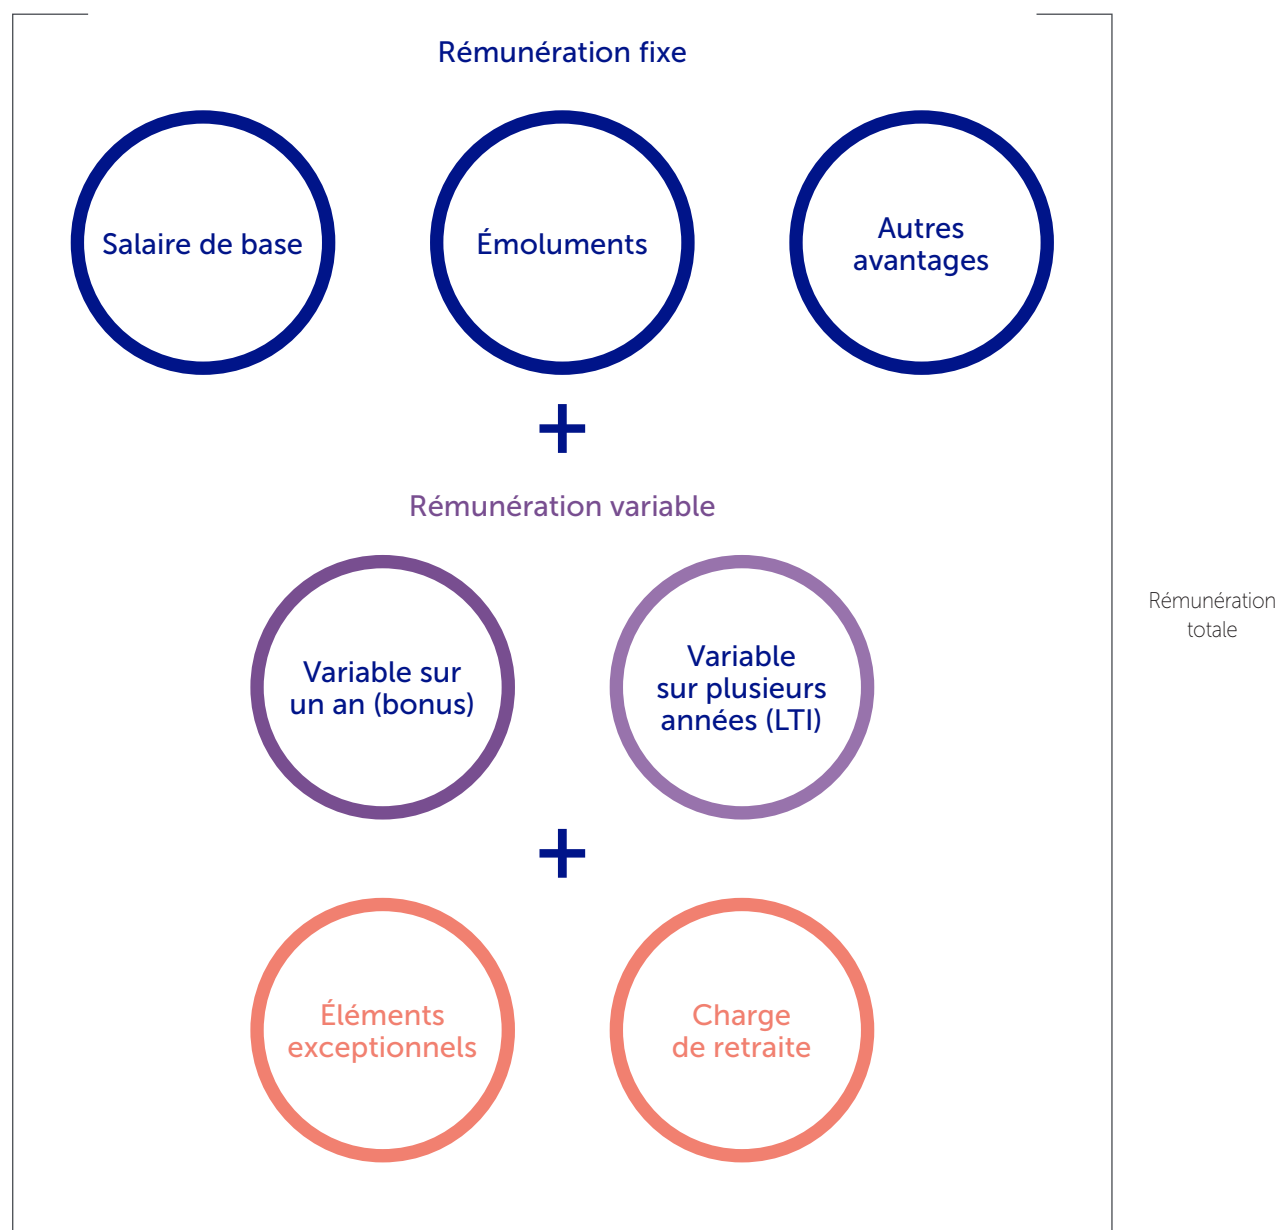 Rémunération fixe
Salaire de base
Émoluments
Autres
avantages
+
Rémunération variable
Variable sur
un an (bonus)
Variable
sur plusieurs
années (LTI)
+
Éléments
exceptionnels
Charge
de retraite
Rémunération
totale